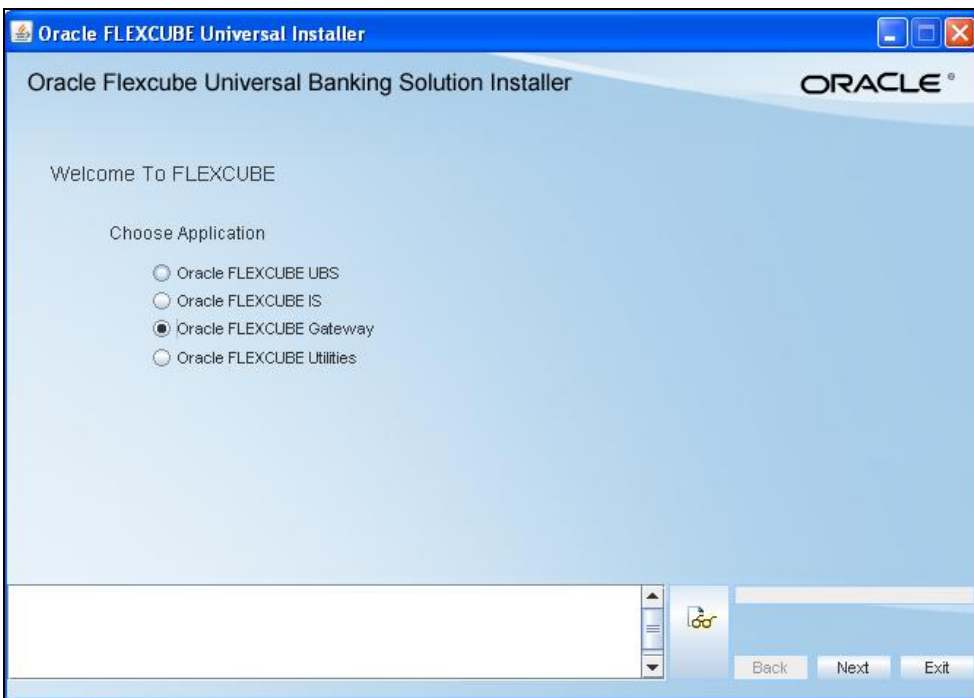 Oracle FLEXCUBE Universal Installer
Oracle Flexcube Universal Banking Solution Installer
ORACLE®
Welcome To FLEXCUBE
Choose Application
Oracle FLEXCUBE UBS
Oracle FLEXCUBE IS
Oracle FLEXCUBE Gateway
Oracle FLEXCUBE Utilities
Back Next Exit